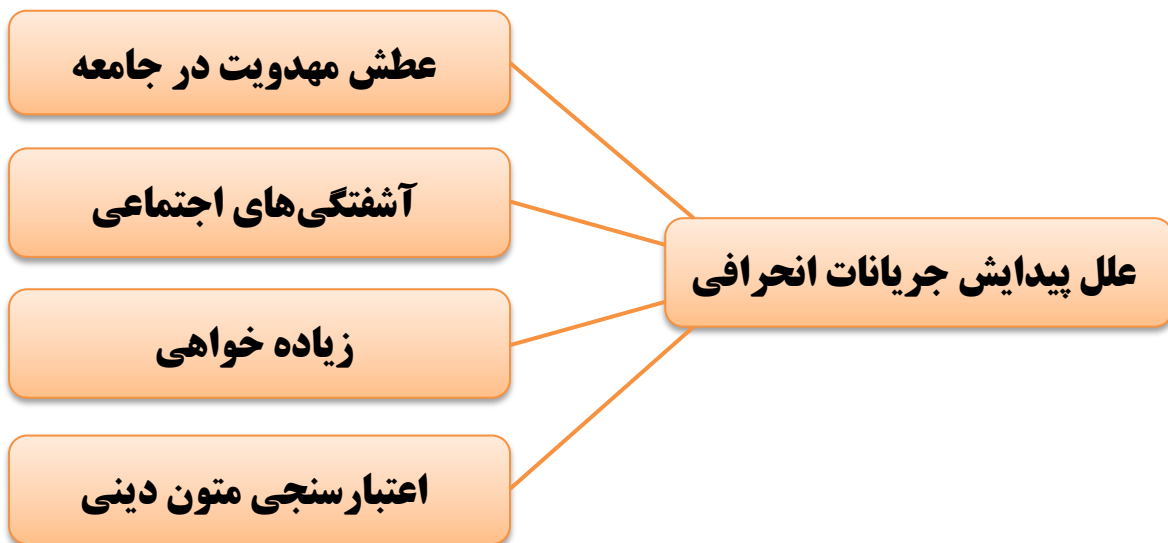 علل پیدایش جریانات انحرافی
عطش مهدویت در جامعه
آشفتگی‌های اجتماعی
زیاده خواهی
اعتبارسنجی متون دینی